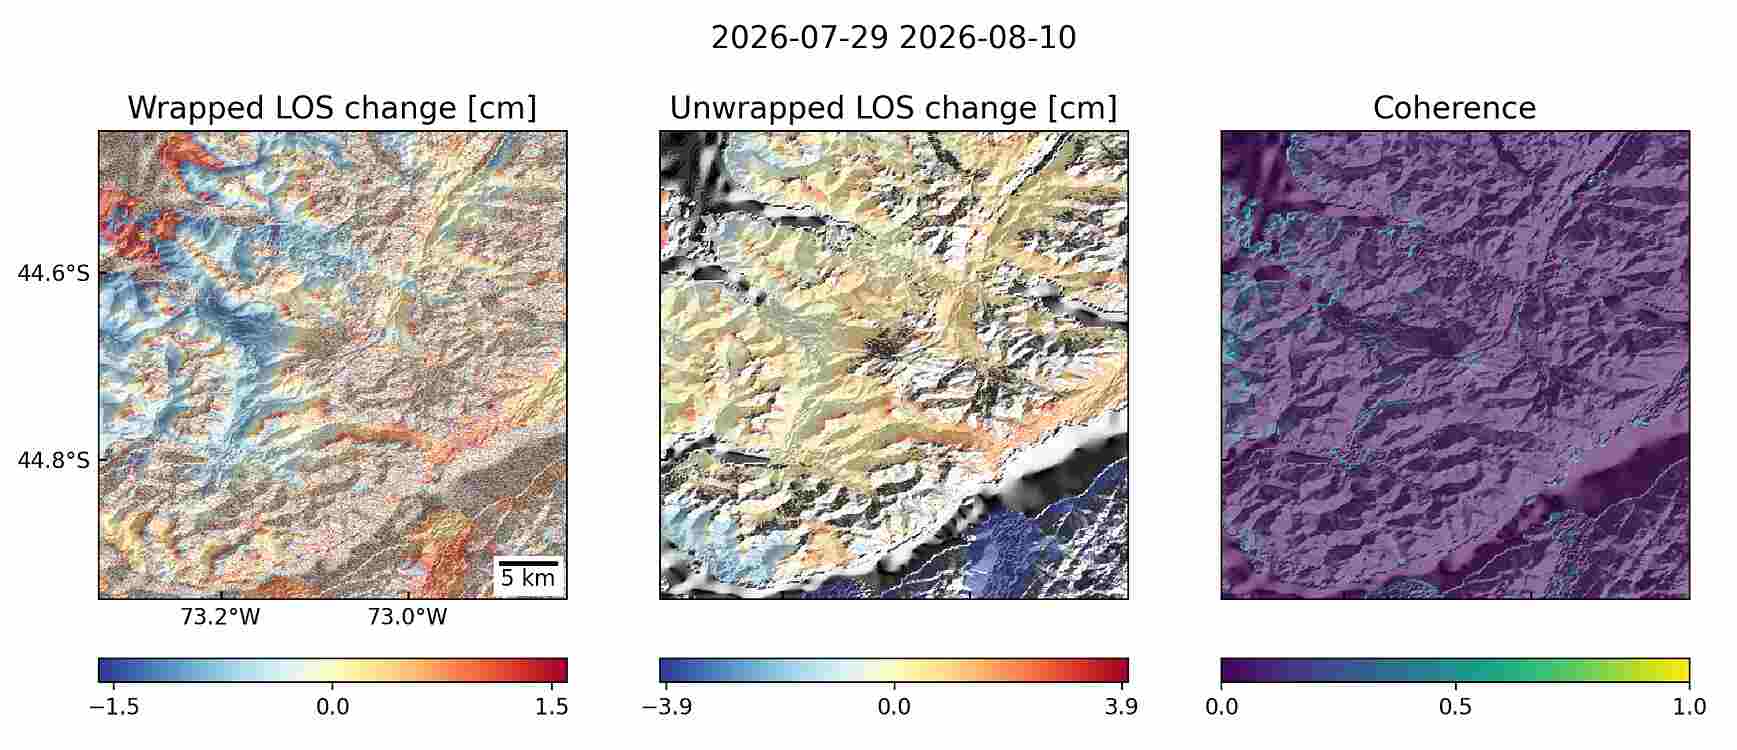 2026-07-29 2026-08-10
Wrapped LOS change [cm]
Unwrapped LOS change [cm]
Coherence
44.6°S
44.8°S
5 km
73.2°W
73.0°W
−1.5
0.0
1.5
−3.9
0.0
3.9
0.0
0.5
1.0